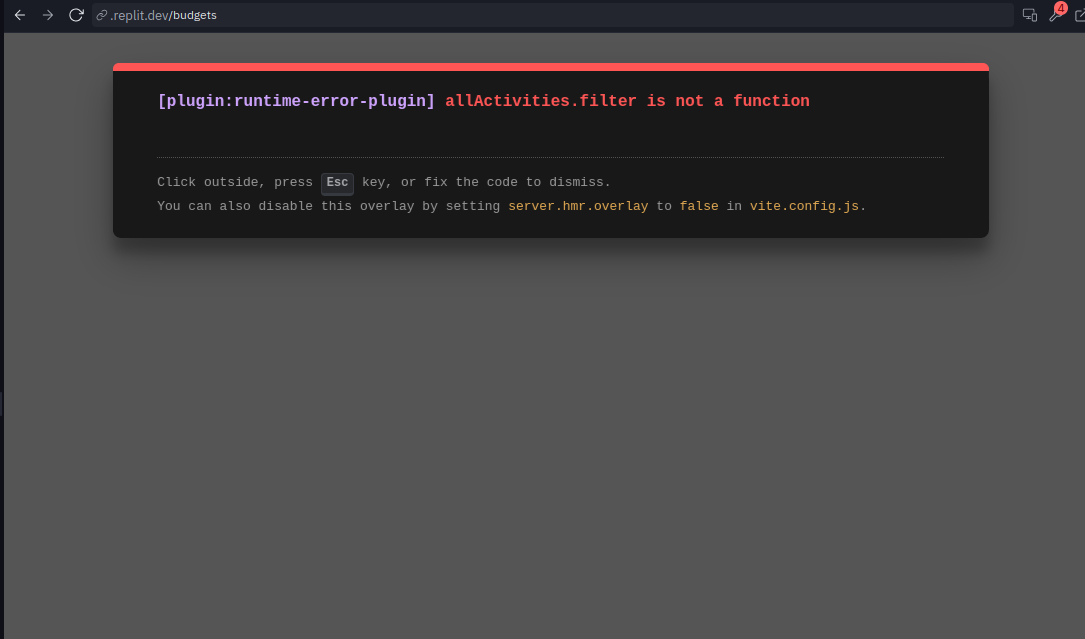 .replit.dev/budgets
4
[plugin:runtime-error-plugin] allActivities.filter is not a function
Click outside, press Esc key, or fix the code to dismiss.
You can also disable this overlay by setting server.hmr.overlay to false in vite.config.js.